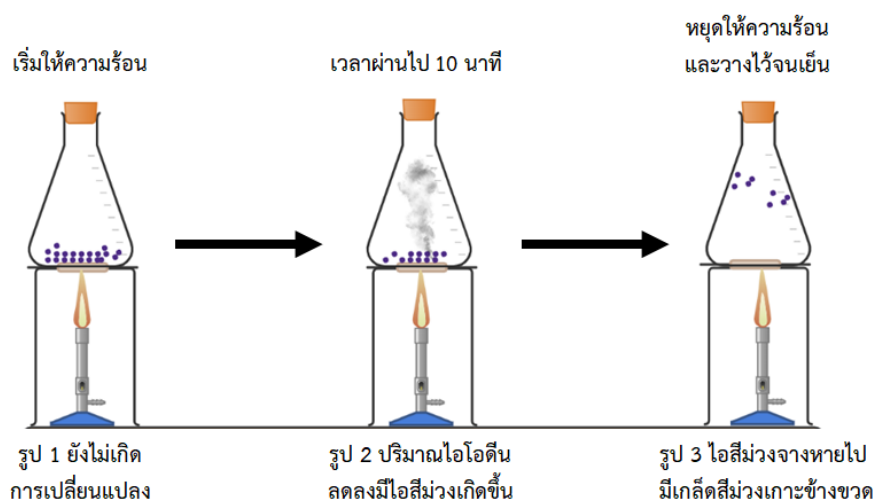 เริ่มให้ความร้อน
เวลาผ่านไป 10 นาที
หยุดให้ความร้อน
และวางไว้จนเย็น
รูป 1 ยังไม่เกิด
การเปลี่ยนแปลง
รูป 2 ปริมาณไอโอดีน
ลดลงมีไอสีม่วงเกิดขึ้น
รูป 3 ไอสีม่วงจางหายไป
มีเกล็ดสีม่วงเกาะข้างขวด